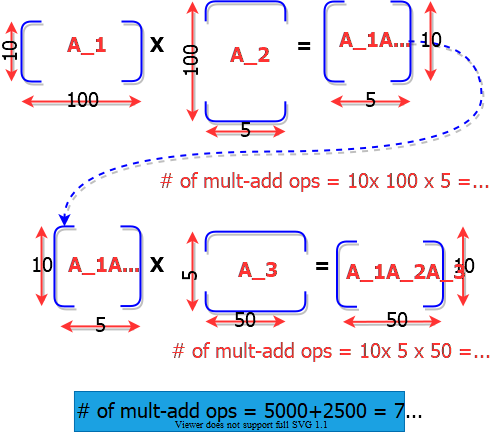 10 A_1 X 100 A_2 = A_1A... 10
100 5 5
# of mult-add ops = 10x 100 x 5 =...
10 A_1A... X 5 A_3 = A_1A_2A_3 10
5 50 50
# of mult-add ops = 10x 5 x 50 =...
# of mult-add ops = 5000+2500 = 7...
Viewer does not support full SVG 1.1